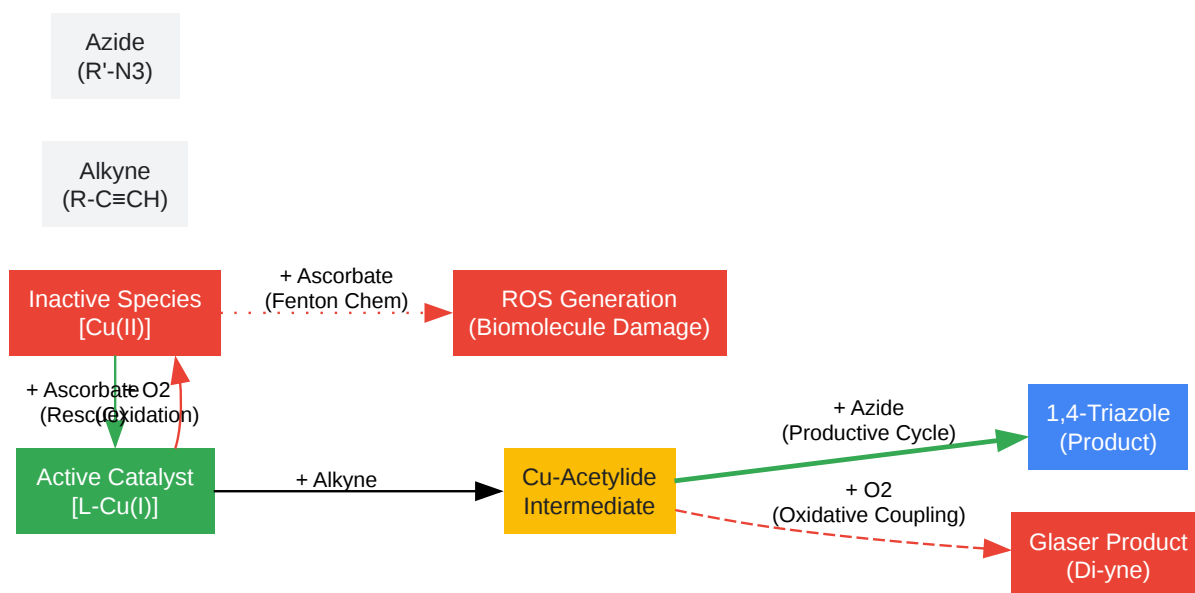 Azide
(R'-N3)
Alkyne
(R-C≡CH)
Inactive Species
[Cu(II)]
+ Ascorbate
(Fenton Chem)
ROS Generation
(Biomolecule Damage)
+ Ascorbate
(Rescue)
+ O2
(Oxidation)
Active Catalyst
[L-Cu(I)]
+ Alkyne
Cu-Acetylide
Intermediate
+ Azide
(Productive Cycle)
1,4-Triazole
(Product)
+ O2
(Oxidative Coupling)
Glaser Product
(Di-yne)